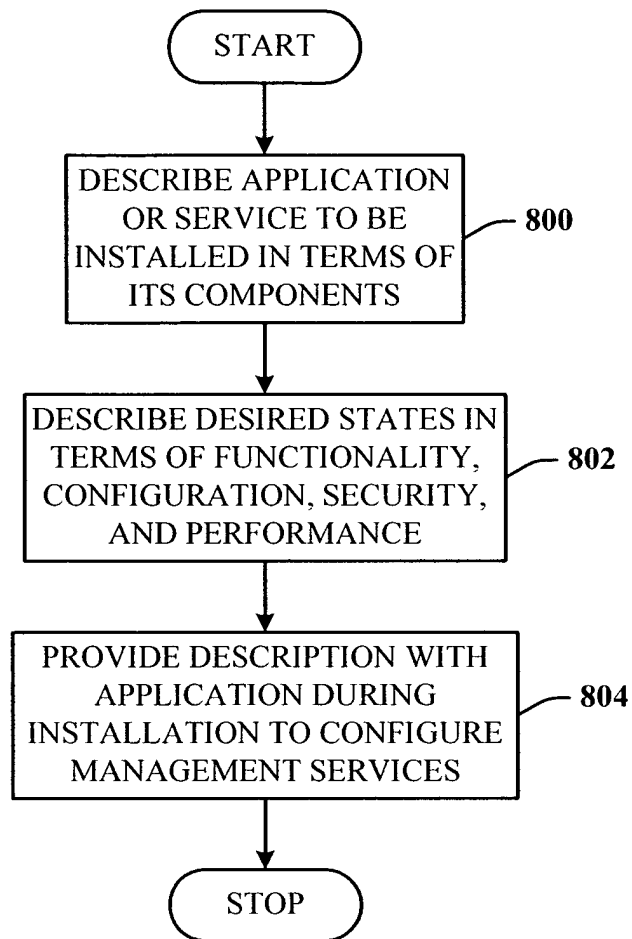 START
DESCRIBE APPLICATION
OR SERVICE TO BE
INSTALLED IN TERMS OF
ITS COMPONENTS
800
DESCRIBE DESIRED STATES IN
TERMS OF FUNCTIONALITY,
CONFIGURATION, SECURITY,
AND PERFORMANCE
802
PROVIDE DESCRIPTION WITH
APPLICATION DURING
INSTALLATION TO CONFIGURE
MANAGEMENT SERVICES
804
STOP